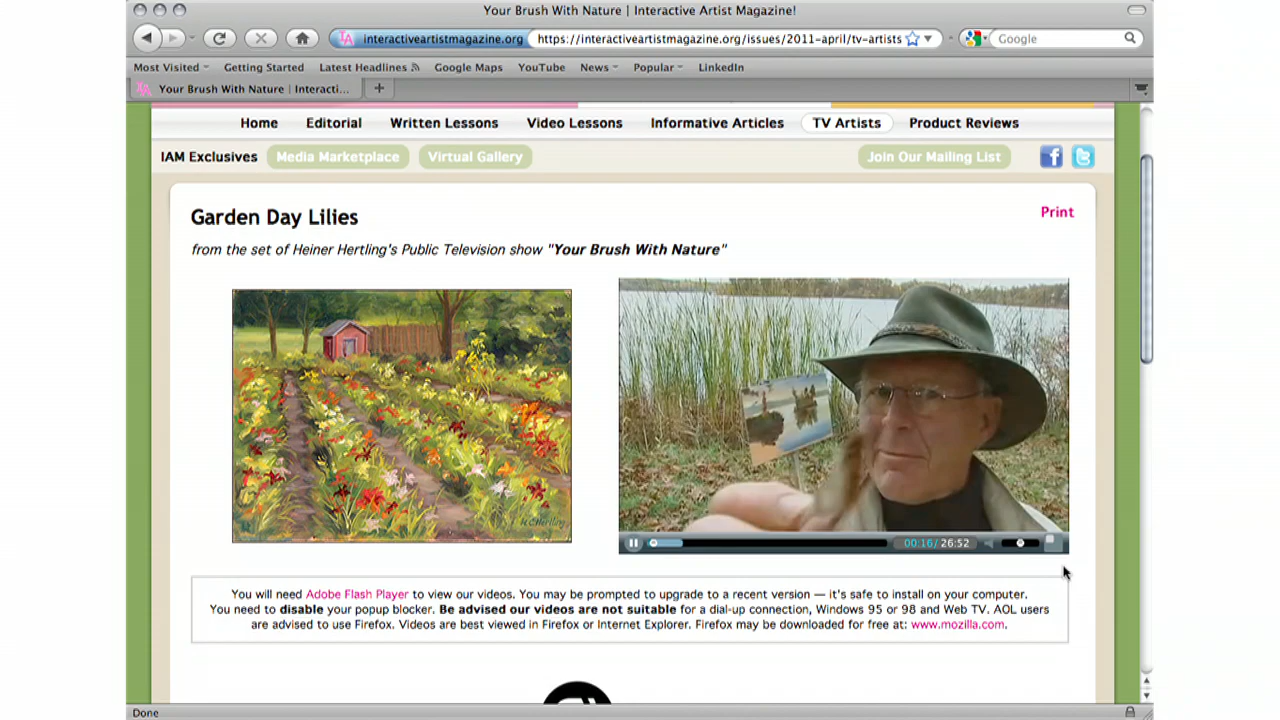 Your Brush With Nature | Interactive Artist Magazine!
interactiveartistmagazine.org https://interactiveartistmagazine.org/issues/2011-april/tv-artists Google
Most Visited Getting Started Latest Headlines Google Maps YouTube News Popular LinkedIn
IA Your Brush With Nature | Interacti... +
Home Editorial Written Lessons Video Lessons Informative Articles TV Artists Product Reviews
IAM Exclusives Media Marketplace Virtual Gallery Join Our Mailing List
Garden Day Lilies Print
from the set of Heiner Hertling's Public Television show "Your Brush With Nature"
H.C. Hertling
00:16/ 26:52
You will need Adobe Flash Player to view our videos. You may be prompted to upgrade to a recent version — it's safe to install on your computer.
You need to disable your popup blocker. Be advised our videos are not suitable for a dial-up connection, Windows 95 or 98 and Web TV. AOL users
are advised to use Firefox. Videos are best viewed in Firefox or Internet Explorer. Firefox may be downloaded for free at: www.mozilla.com.
Done